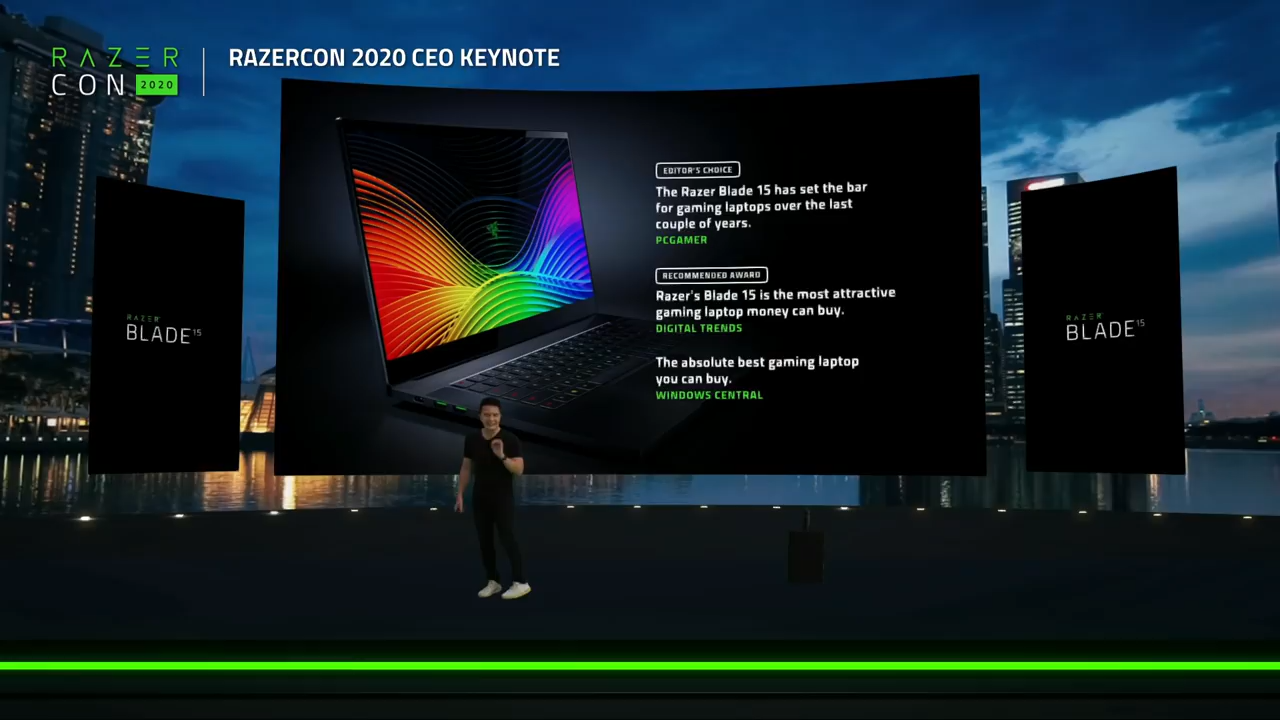 RAZER
CON 2020
RAZERCON 2020 CEO KEYNOTE
EDITOR'S CHOICE
The Razer Blade 15 has set the bar
for gaming laptops over the last
couple of years.
PCGAMER
RECOMMENDED AWARD
Razer's Blade 15 is the most attractive
gaming laptop money can buy.
DIGITAL TRENDS
The absolute best gaming laptop
you can buy.
WINDOWS CENTRAL
RAZER
BLADE 15
RAZER
BLADE 15